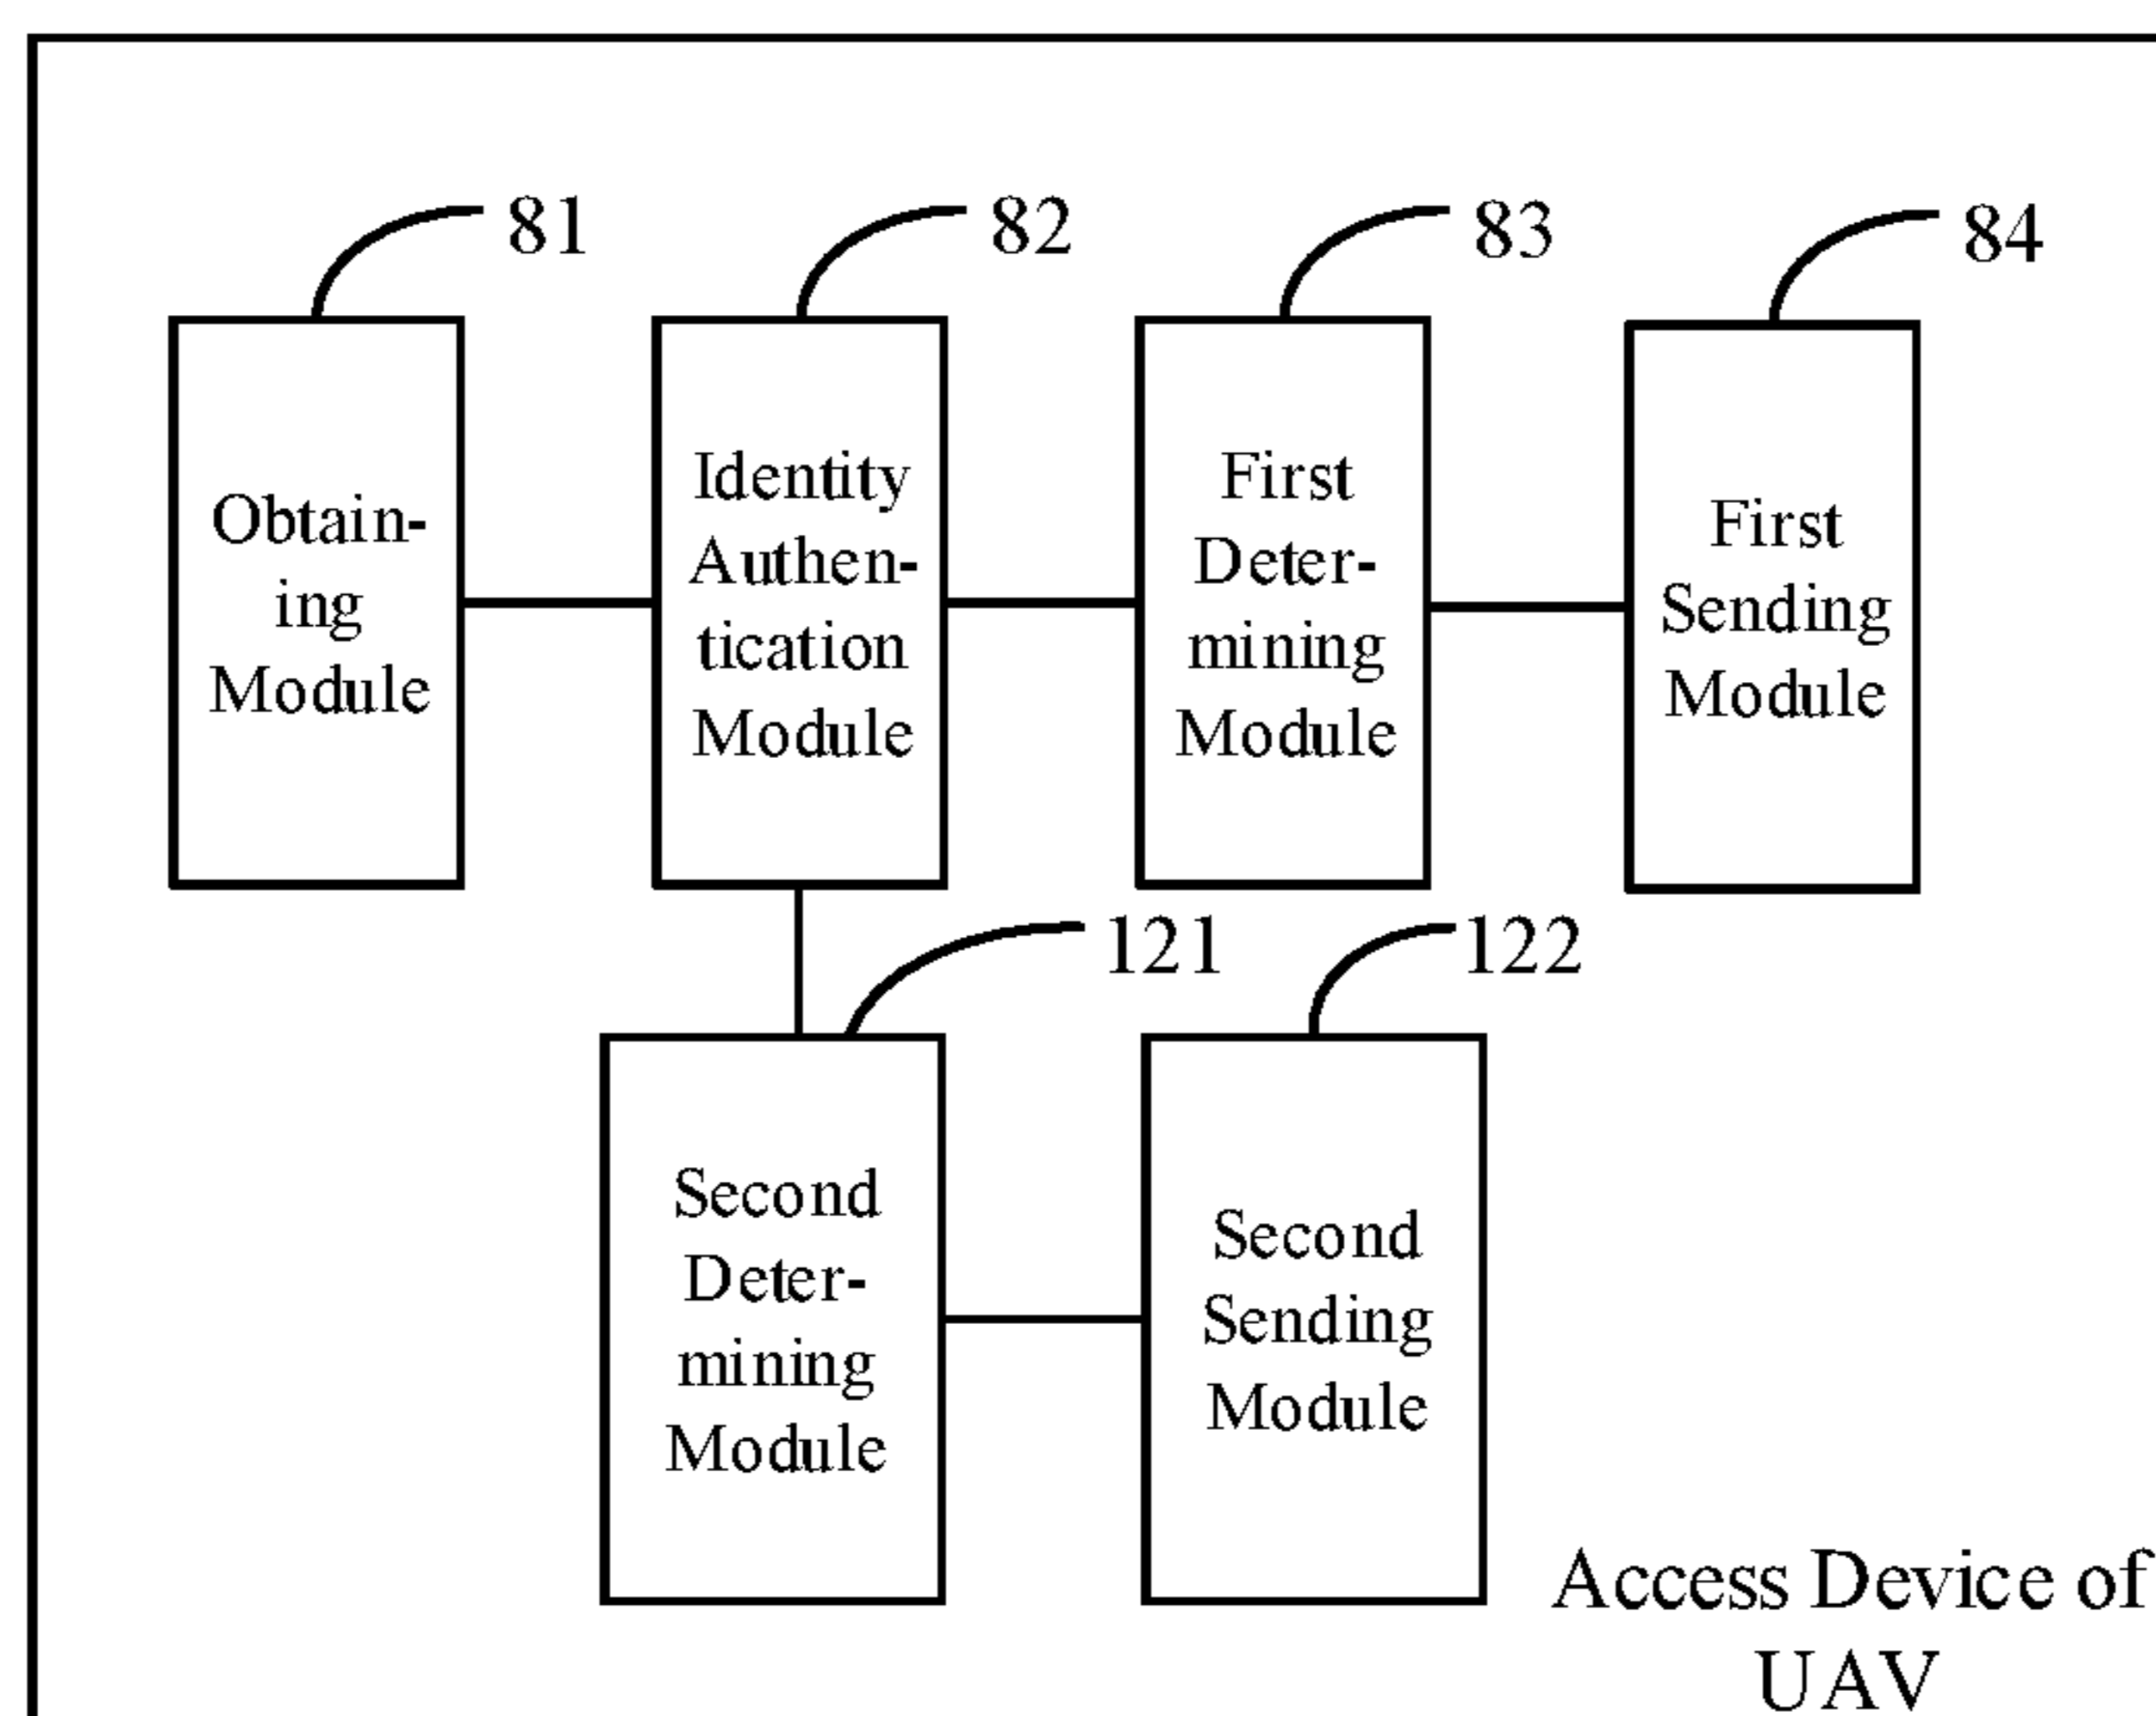 81
82
83
84
Obtain-
ing
Module
Identity
Authen-
tication
Module
First
Deter-
mining
Module
First
Sending
Module
121
122
Second
Deter-
mining
Module
Second
Sending
Module
Access Device of
UAV